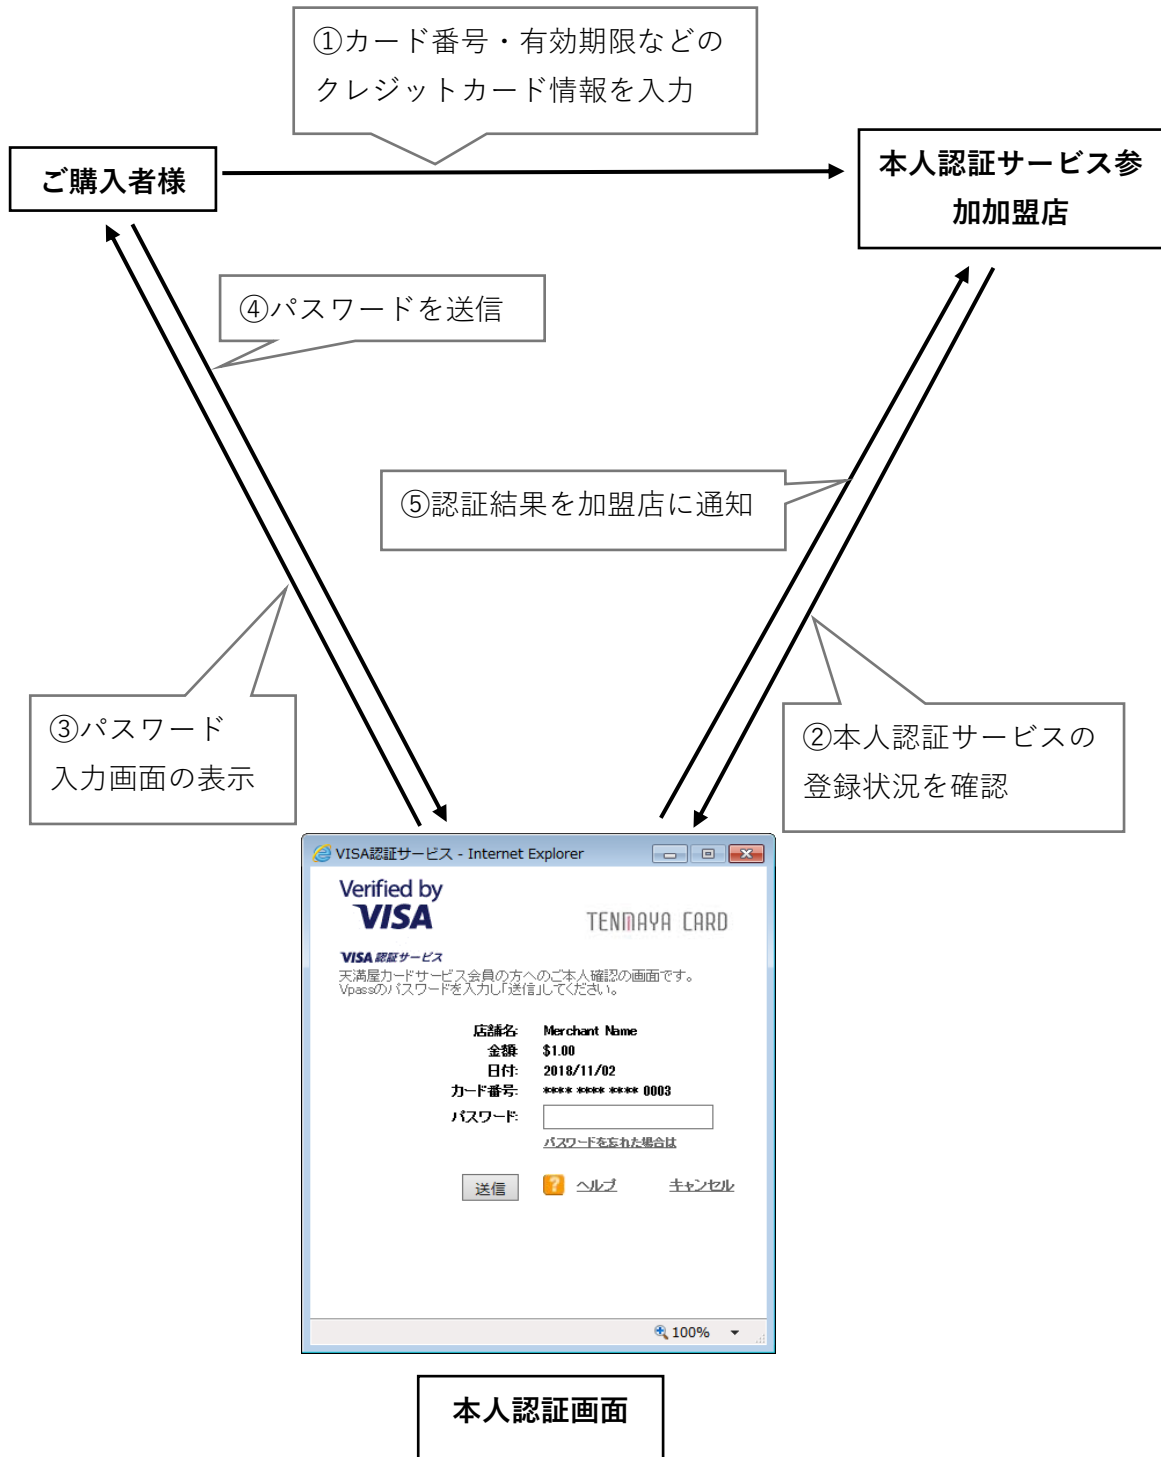 ①カード番号・有効期限などの
クレジットカード情報を入力
ご購入者様
本人認証サービス参
加加盟店
④パスワードを送信
⑤認証結果を加盟店に通知
③パスワード
入力画面の表示
②本人認証サービスの
登録状況を確認
VISA認証サービス - Internet Explorer
Verified by
VISA
TENMAYA CARD
VISA 認証サービス
天満屋カードサービス会員の方へのご本人確認の画面です。
Vpassのパスワードを入力し「送信」してください。
店舗名: Merchant Name
金額: $1.00
日付: 2018/11/02
カード番号: **** **** **** 0003
パスワード:
パスワードを忘れた場合は
送信 ? ヘルプ キャンセル
100%
本人認証画面